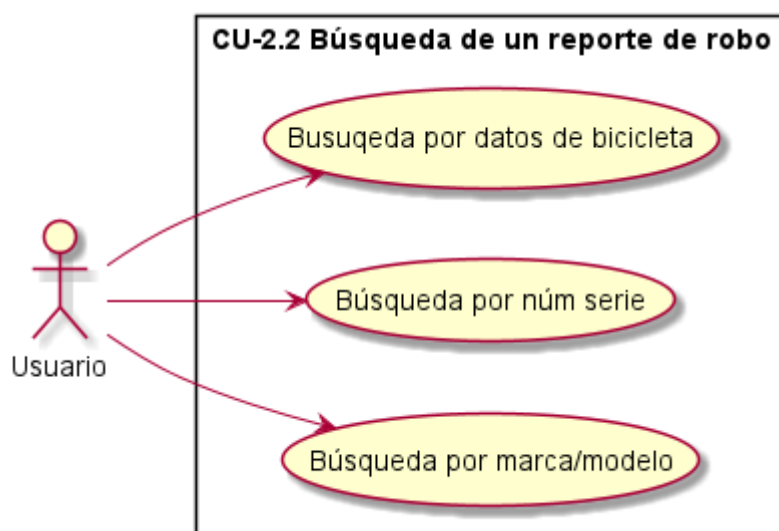 CU-2.2 Búsqueda de un reporte de robo
Busuqeda por datos de bicicleta
Búsqueda por núm serie
Usuario
Búsqueda por marca/modelo